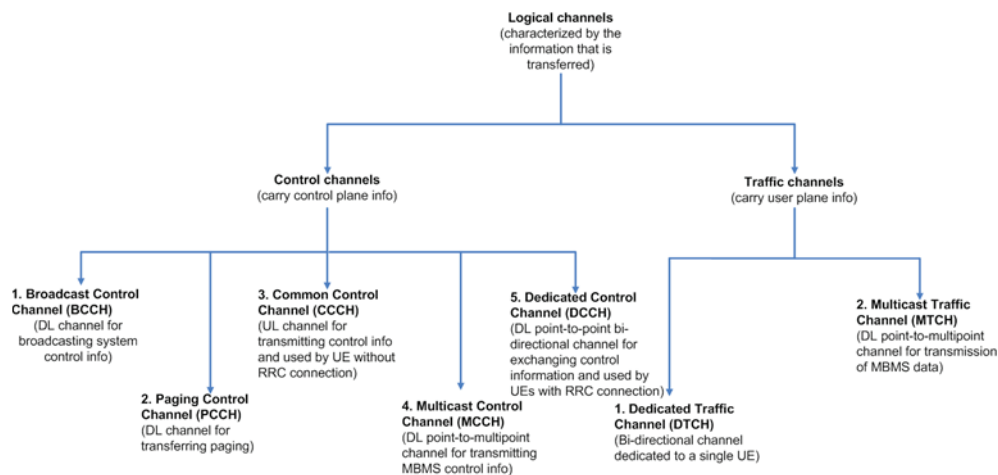 Logical channels
(characterized by the
information that is
transferred)
Control channels
(carry control plane info)
Traffic channels
(carry user plane info)
1. Broadcast Control
Channel (BCCH)
(DL channel for
broadcasting system
control info)
2. Paging Control
Channel (PCCH)
(DL channel for
transferring paging)
3. Common Control
Channel (CCCH)
(UL channel for
transmitting control info
and used by UE without
RRC connection)
4. Multicast Control
Channel (MCCH)
(DL point-to-multipoint
channel for transmitting
MBMS control info)
5. Dedicated Control
Channel (DCCH)
(DL point-to-point bi-
directional channel for
exchanging control
information and used by
UEs with RRC connection)
1. Dedicated Traffic
Channel (DTCH)
(Bi-directional channel
dedicated to a single UE)
2. Multicast Traffic
Channel (MTCH)
(DL point-to-multipoint
channel for transmission
of MBMS data)